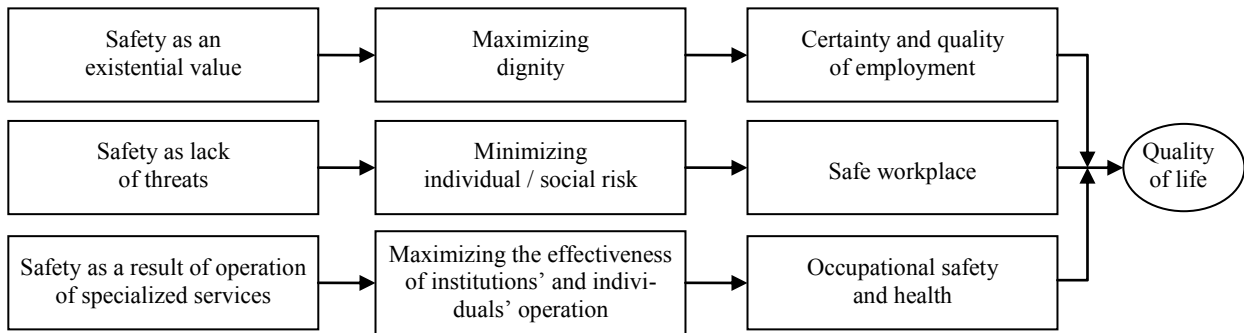 Safety as an
existential value
Maximizing
dignity
Certainty and quality
of employment
Safety as lack
of threats
Minimizing
individual / social risk
Safe workplace
Quality
of life
Safety as a result of operation
of specialized services
Maximizing the effectiveness
of institutions’ and indivi-
duals’ operation
Occupational safety
and health